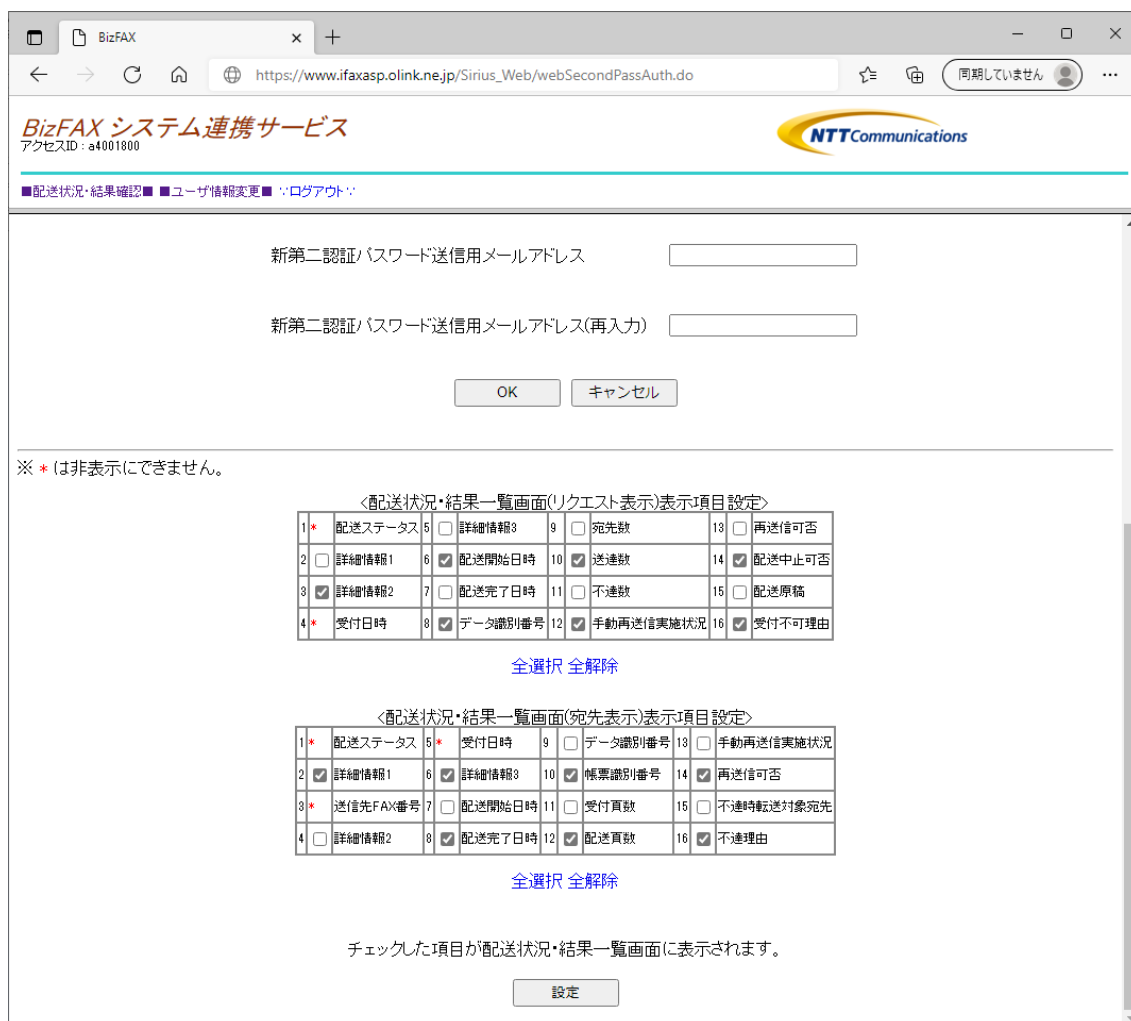 BizFAX
https://www.ifaxasp.olink.ne.jp/Sirius_Web/webSecondPassAuth.do
同期していません
BizFAX システム連携サービス
アクセスID : a4001800
NTT Communications
■配送状況・結果確認■ ■ユーザ情報変更■ ∵ログアウト∵
新第二認証パスワード送信用メールアドレス
新第二認証パスワード送信用メールアドレス(再入力)
OK キャンセル
※ * は非表示にできません。
<配送状況・結果一覧画面(リクエスト表示)表示項目設定>
1 * 配送ステータス 5 詳細情報3 9 宛先数 13 再送信可否
2 詳細情報1 6 配送開始日時 10 送達数 14 配送中止可否
3 詳細情報2 7 配送完了日時 11 不達数 15 配送原稿
4 * 受付日時 8 データ識別番号 12 手動再送信実施状況 16 受付不可理由
全選択 全解除
<配送状況・結果一覧画面(宛先表示)表示項目設定>
1 * 配送ステータス 5 * 受付日時 9 データ識別番号 13 手動再送信実施状況
2 詳細情報1 6 詳細情報3 10 帳票識別番号 14 再送信可否
3 * 送信先FAX番号 7 配送開始日時 11 受付頁数 15 不達時転送対象宛先
4 詳細情報2 8 配送完了日時 12 配送頁数 16 不達理由
全選択 全解除
チェックした項目が配送状況・結果一覧画面に表示されます。
設定